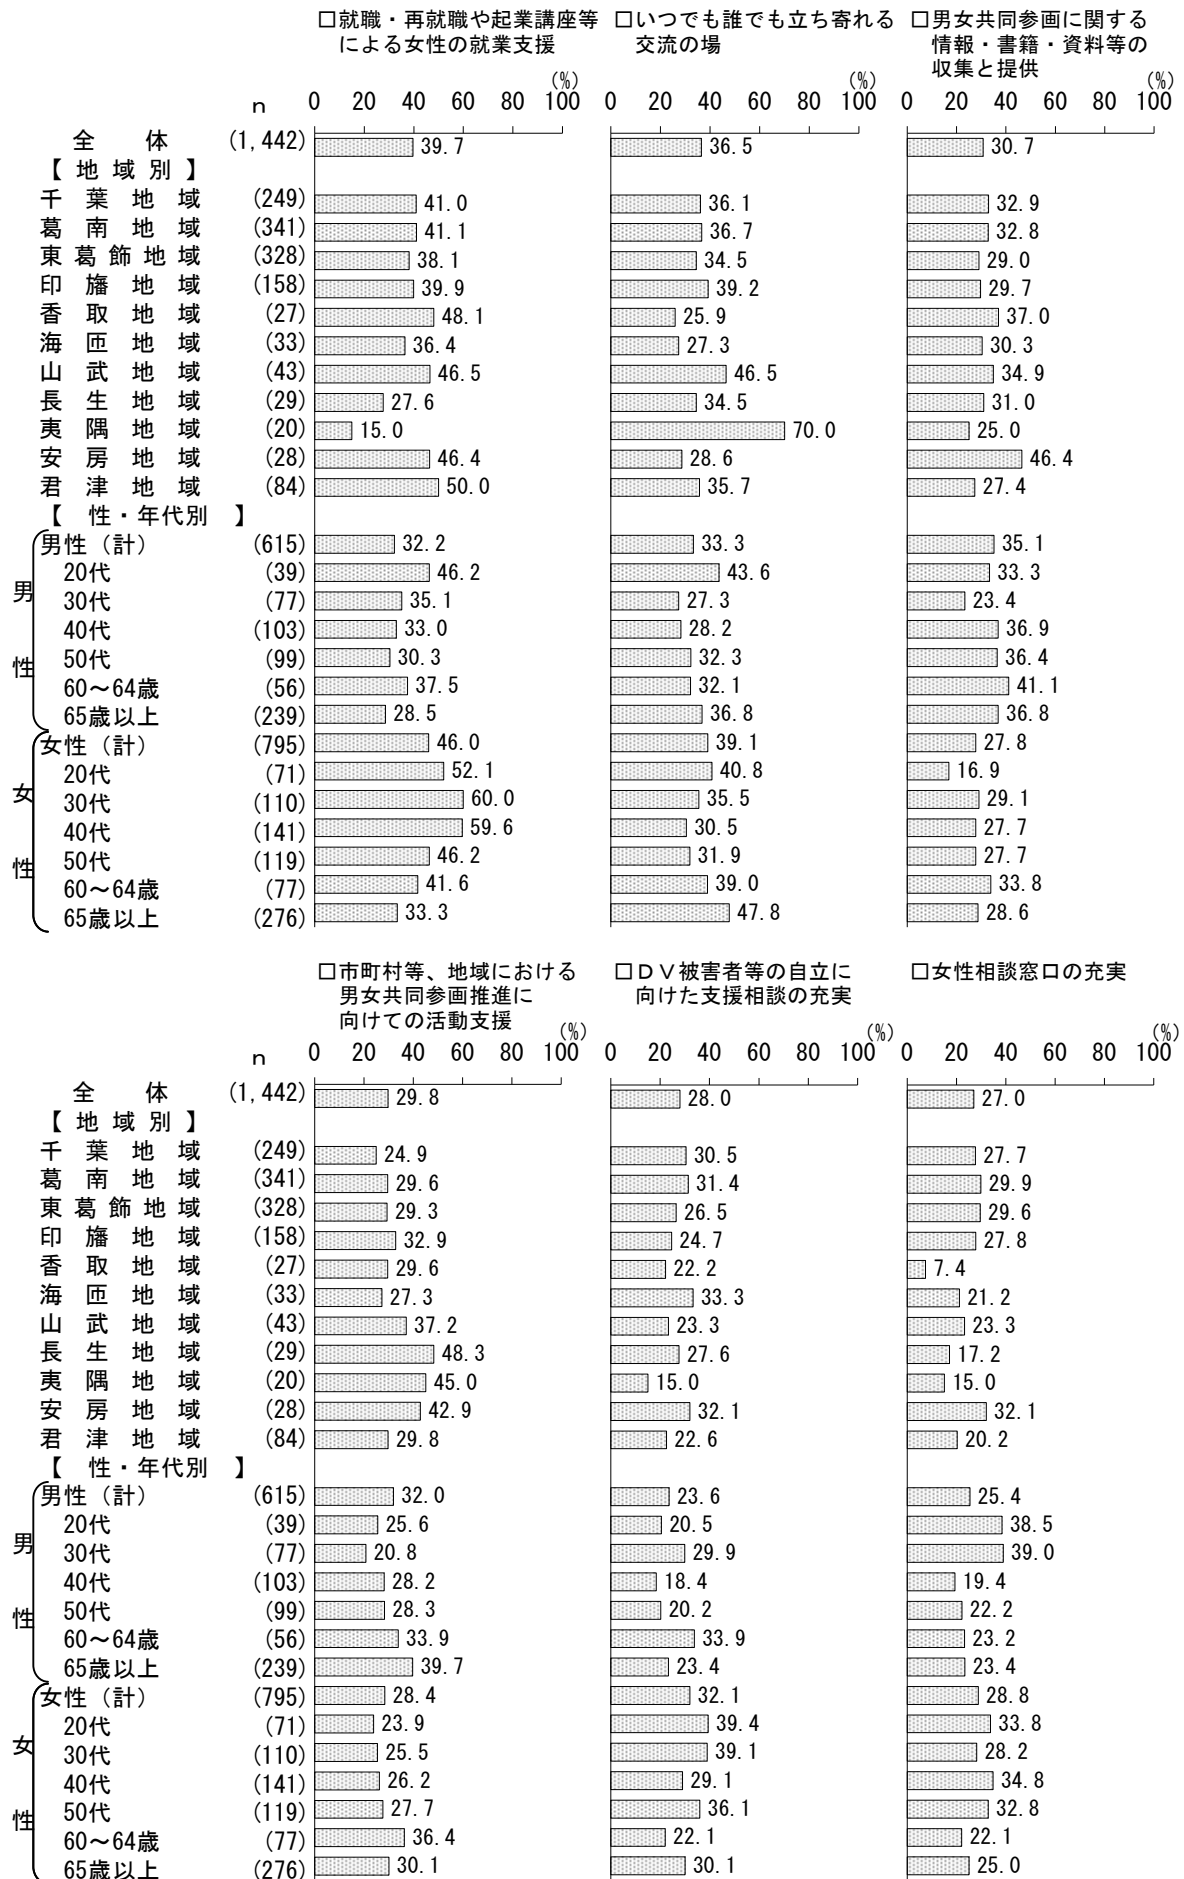 □就職・再就職や起業講座等
による女性の就業支援
□いつでも誰でも立ち寄れる
交流の場
□男女共同参画に関する
情報・書籍・資料等の
収集と提供
(%) (%) (%)
n 0 20 40 60 80 100 0 20 40 60 80 100 0 20 40 60 80 100
全体 (1,442) 39.7 36.5 30.7
【地域別】
千葉地域 (249) 41.0 36.1 32.9
葛南地域 (341) 41.1 36.7 32.8
東葛飾地域 (328) 38.1 34.5 29.0
印旛地域 (158) 39.9 39.2 29.7
香取地域 (27) 48.1 25.9 37.0
海匝地域 (33) 36.4 27.3 30.3
山武地域 (43) 46.5 46.5 34.9
長生地域 (29) 27.6 34.5 31.0
夷隅地域 (20) 15.0 70.0 25.0
安房地域 (28) 46.4 28.6 46.4
君津地域 (84) 50.0 35.7 27.4
【性・年代別】
男性
男性（計） (615) 32.2 33.3 35.1
20代 (39) 46.2 43.6 33.3
30代 (77) 35.1 27.3 23.4
40代 (103) 33.0 28.2 36.9
50代 (99) 30.3 32.3 36.4
60～64歳 (56) 37.5 32.1 41.1
65歳以上 (239) 28.5 36.8 36.8
女性
女性（計） (795) 46.0 39.1 27.8
20代 (71) 52.1 40.8 16.9
30代 (110) 60.0 35.5 29.1
40代 (141) 59.6 30.5 27.7
50代 (119) 46.2 31.9 27.7
60～64歳 (77) 41.6 39.0 33.8
65歳以上 (276) 33.3 47.8 28.6
□市町村等、地域における
男女共同参画推進に
向けての活動支援
□ＤＶ被害者等の自立に
向けた支援相談の充実
□女性相談窓口の充実
(%) (%) (%)
n 0 20 40 60 80 100 0 20 40 60 80 100 0 20 40 60 80 100
全体 (1,442) 29.8 28.0 27.0
【地域別】
千葉地域 (249) 24.9 30.5 27.7
葛南地域 (341) 29.6 31.4 29.9
東葛飾地域 (328) 29.3 26.5 29.6
印旛地域 (158) 32.9 24.7 27.8
香取地域 (27) 29.6 22.2 7.4
海匝地域 (33) 27.3 33.3 21.2
山武地域 (43) 37.2 23.3 23.3
長生地域 (29) 48.3 27.6 17.2
夷隅地域 (20) 45.0 15.0 15.0
安房地域 (28) 42.9 32.1 32.1
君津地域 (84) 29.8 22.6 20.2
【性・年代別】
男性
男性（計） (615) 32.0 23.6 25.4
20代 (39) 25.6 20.5 38.5
30代 (77) 20.8 29.9 39.0
40代 (103) 28.2 18.4 19.4
50代 (99) 28.3 20.2 22.2
60～64歳 (56) 33.9 33.9 23.2
65歳以上 (239) 39.7 23.4 23.4
女性
女性（計） (795) 28.4 32.1 28.8
20代 (71) 23.9 39.4 33.8
30代 (110) 25.5 39.1 28.2
40代 (141) 26.2 29.1 34.8
50代 (119) 27.7 36.1 32.8
60～64歳 (77) 36.4 22.1 22.1
65歳以上 (276) 30.1 30.1 25.0